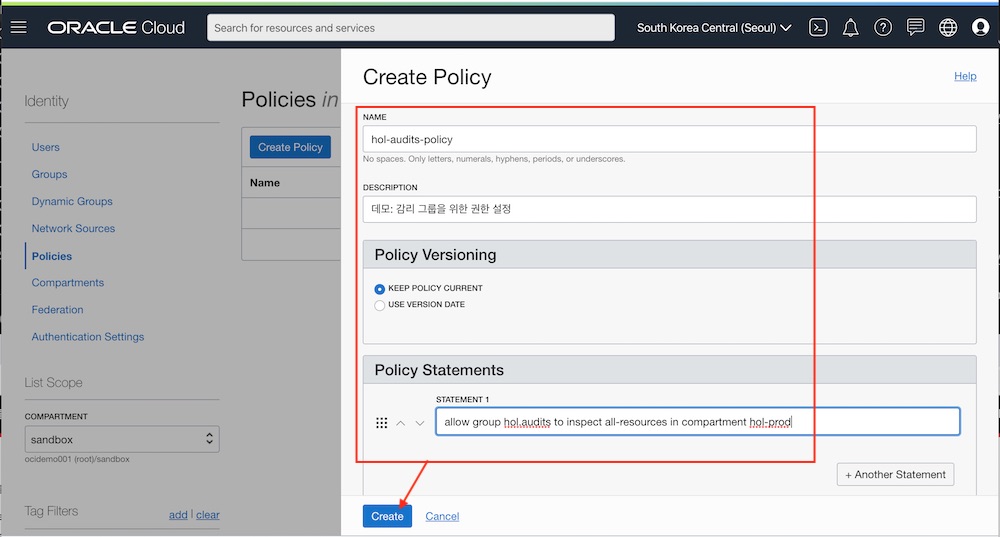 ORACLE Cloud
Search for resources and services
South Korea Central (Seoul)
Identity
Users
Groups
Dynamic Groups
Network Sources
Policies
Compartments
Federation
Authentication Settings
List Scope
COMPARTMENT
sandbox
ocidemo001 (root)/sandbox
Tag Filters
add | clear
Policies in
Create Policy
Name
Create Policy
Help
NAME
hol-audits-policy
No spaces. Only letters, numerals, hyphens, periods, or underscores.
DESCRIPTION
데모: 감리 그룹을 위한 권한 설정
Policy Versioning
KEEP POLICY CURRENT
USE VERSION DATE
Policy Statements
STATEMENT 1
allow group hol.audits to inspect all-resources in compartment hol-prod
+ Another Statement
Create
Cancel